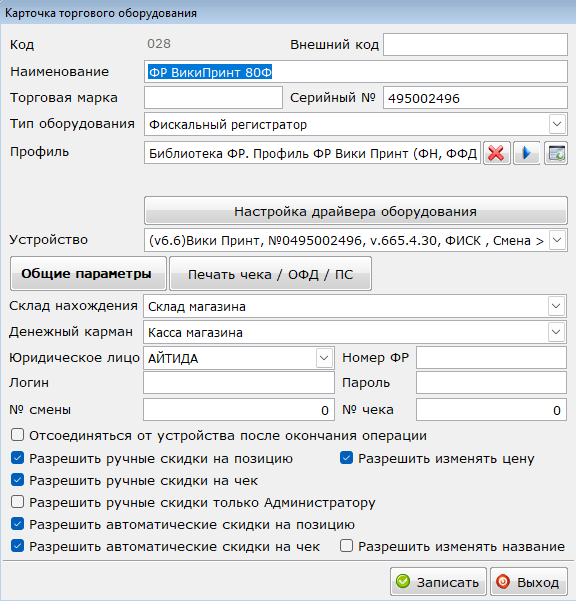 Карточка торгового оборудования
Код 028 Внешний код
Наименование ФР ВикиПринт 80Ф
Торговая марка Серийный № 495002496
Тип оборудования Фискальный регистратор
Профиль Библиотека ФР. Профиль ФР Вики Принт (ФН, ФФД
Настройка драйвера оборудования
Устройство (v6.6)Вики Принт, №0495002496, v.665.4.30, ФИСК , Смена >
Общие параметры Печать чека / ОФД / ПС
Склад нахождения Склад магазина
Денежный карман Касса магазина
Юридическое лицо АЙТИДА Номер ФР
Логин Пароль
№ смены 0 № чека 0
Отсоединяться от устройства после окончания операции
Разрешить ручные скидки на позицию Разрешить изменять цену
Разрешить ручные скидки на чек
Разрешить ручные скидки только Администратору
Разрешить автоматические скидки на позицию
Разрешить автоматические скидки на чек Разрешить изменять название
Записать Выход